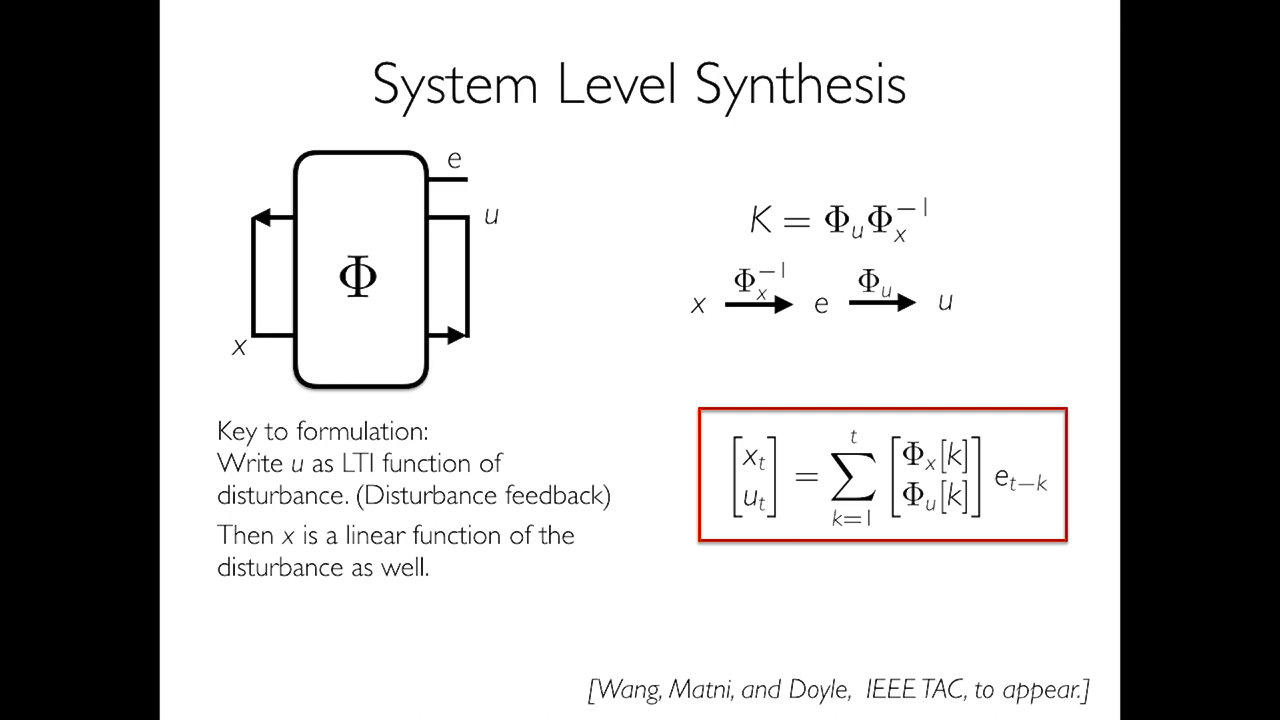 System Level Synthesis
e
u
Φ
x
K = Φ_u Φ_x^{-1}
Φ_x^{-1} Φ_u
x e u
Key to formulation:
Write u as LTI function of
disturbance. (Disturbance feedback)
Then x is a linear function of the
disturbance as well.
[x_t; u_t] = ∑_{k=1}^{t} [Φ_x[k]; Φ_u[k]] e_{t−k}
[Wang, Matni, and Doyle, IEEE TAC, to appear.]